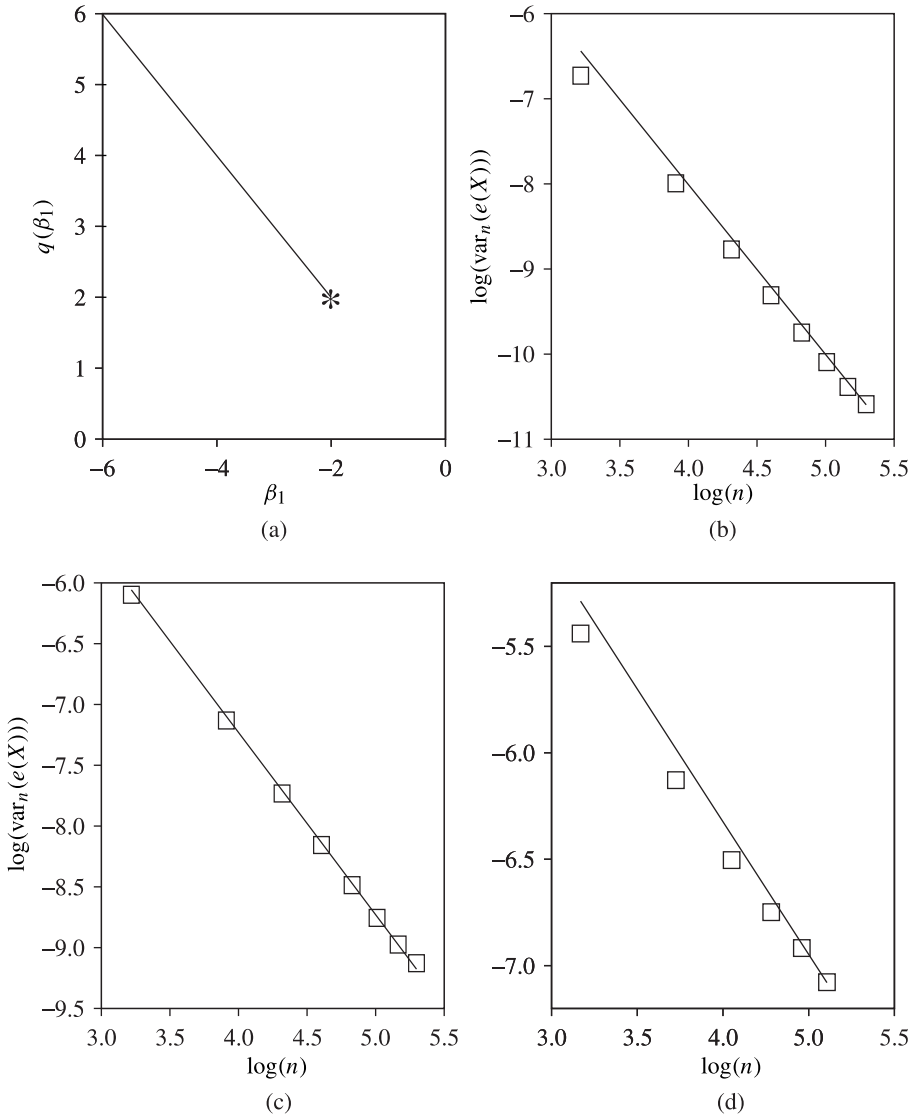 6
5
4
3
2
1
0
q(β₁)
*
−6 −4 −2 0
β₁
(a)
−6
−7
−8
−9
−10
−11
log(varₙ(e(X)))
3.0 3.5 4.0 4.5 5.0 5.5
log(n)
(b)
−6.0
−6.5
−7.0
−7.5
−8.0
−8.5
−9.0
−9.5
log(varₙ(e(X)))
3.0 3.5 4.0 4.5 5.0 5.5
log(n)
(c)
−5.5
−6.0
−6.5
−7.0
3.0 3.5 4.0 4.5 5.0 5.5
log(n)
(d)